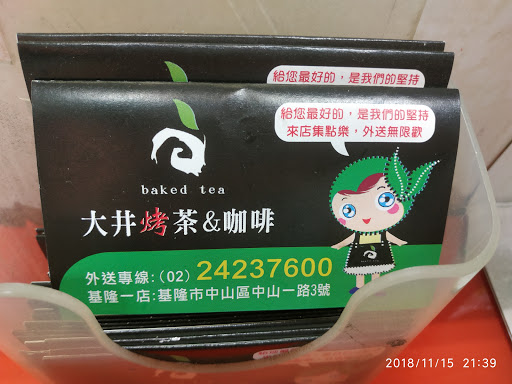 給您最好的，是我們的堅持
給您最好的，是我們的堅持
來店集點樂，外送無限歡
baked tea
大井烤茶&咖啡
外送專線:(02) 24237600
基隆一店:基隆市中山區中山一路3號
2018/11/15 21:39